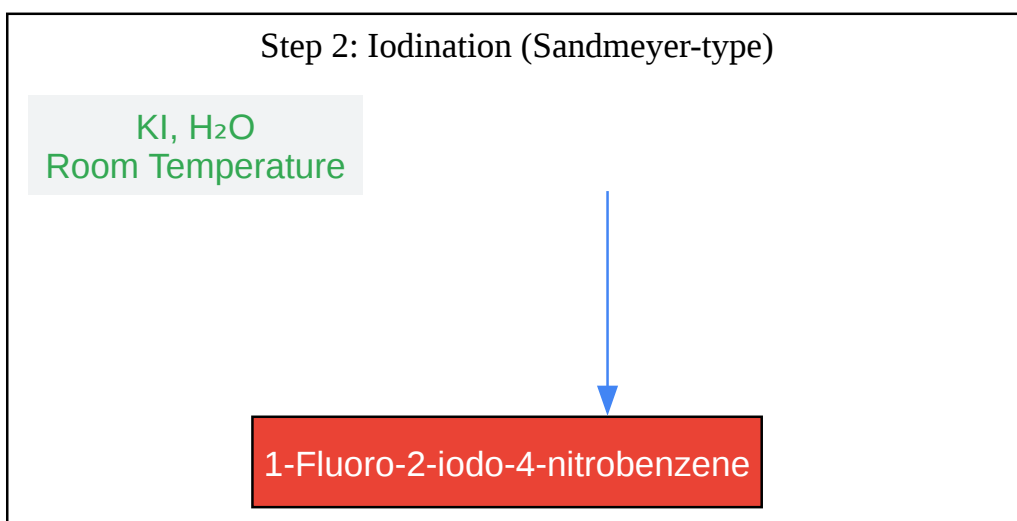 Step 2: Iodination (Sandmeyer-type)
KI, H₂O
Room Temperature
1-Fluoro-2-iodo-4-nitrobenzene